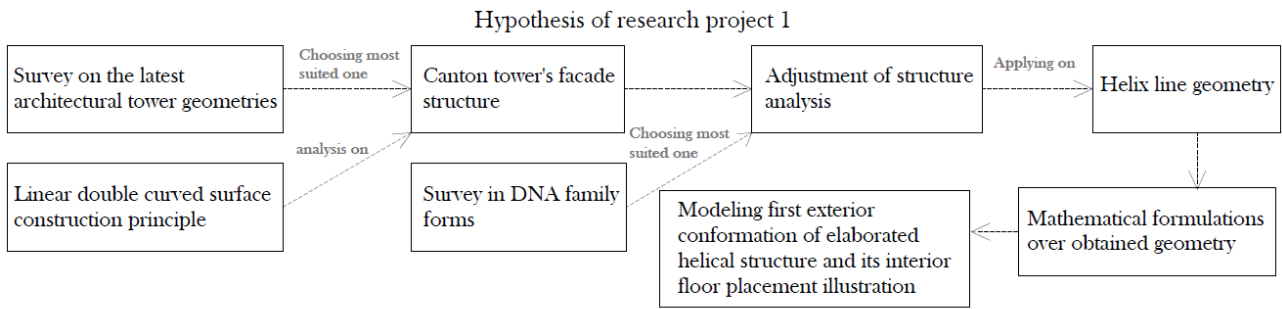 Hypothesis of research project 1
Survey on the latest
architectural tower geometries
Choosing most
suited one
Canton tower's facade
structure
Adjustment of structure
analysis
Applying on
Helix line geometry
analysis on
Linear double curved surface
construction principle
Survey in DNA family
forms
Choosing most
suited one
Mathematical formulations
over obtained geometry
Modeling first exterior
conformation of elaborated
helical structure and its interior
floor placement illustration